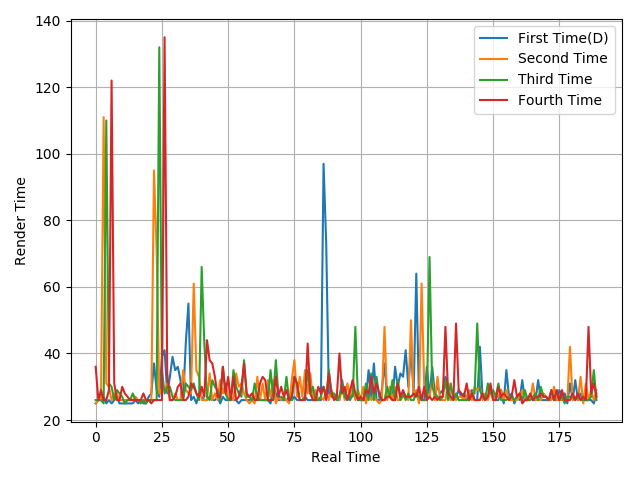 140
120
100
80
60
40
20
Render Time
First Time(D)
Second Time
Third Time
Fourth Time
0
25
50
75
100
125
150
175
Real Time